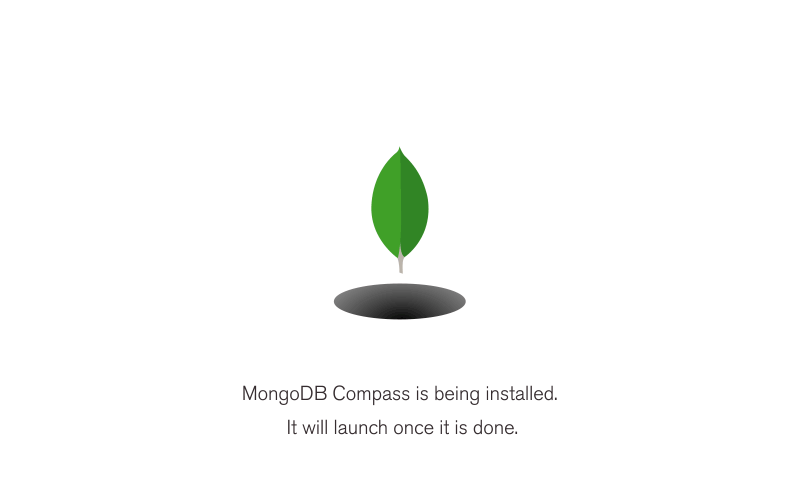 MongoDB Compass is being installed.
It will launch once it is done.